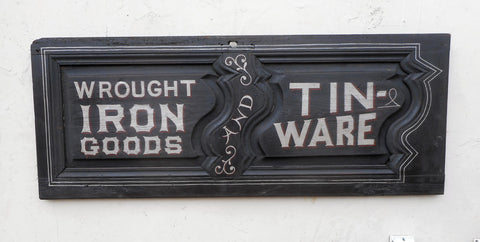 WROUGHT
IRON
GOODS
AND
TIN-
WARE